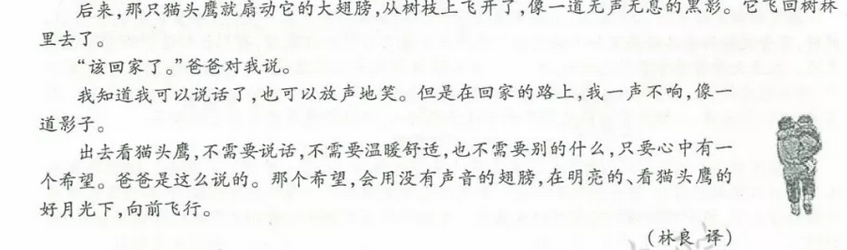 后来，那只猫头鹰就扇动它的大翅膀，从树枝上飞开了，像一道无声无息的黑影。它飞回树林
里去了。
“该回家了。”爸爸对我说。
我知道我可以说话了，也可以放声地笑。但是在回家的路上，我一声不响，像一
道影子。
出去看猫头鹰，不需要说话，不需要温暖舒适，也不需要别的什么，只要心中有一
个希望。爸爸是这么说的。那个希望，会用没有声音的翅膀，在明亮的、看猫头鹰的
好月光下，向前飞行。
（林良 译）